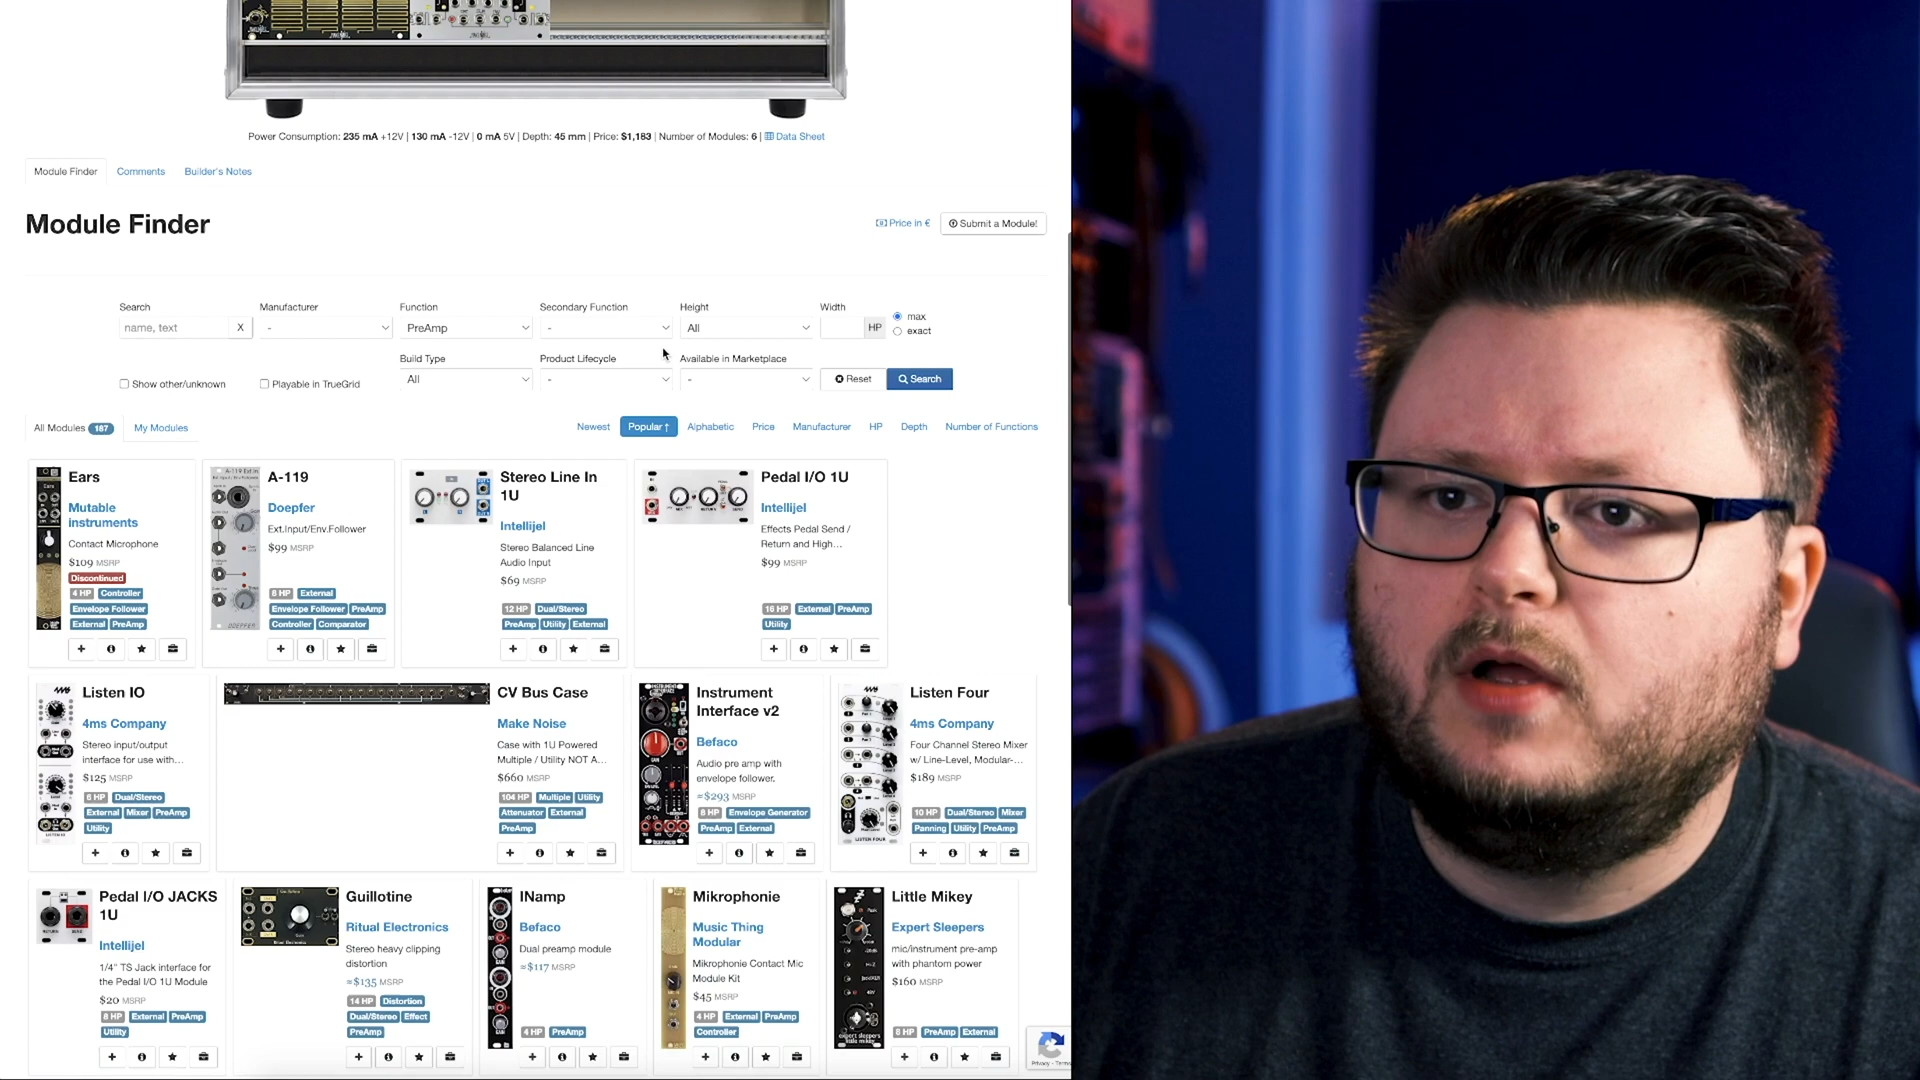 Power Consumption: 235 mA +12V | 130 mA -12V | 0 mA 5V | Depth: 45 mm | Price: $1,183 | Number of Modules: 6 | Data Sheet
Module Finder
Comments
Builder's Notes
Module Finder
Price in €
Submit a Module!
Search
Manufacturer
Function
Secondary Function
Height
Width
name, text
X
-
PreAmp
-
All
HP
max
exact
Build Type
Product Lifecycle
Available in Marketplace
Show other/unknown
Playable in TrueGrid
All
-
-
Reset
Search
All Modules 187
My Modules
Newest
Popular ↑
Alphabetic
Price
Manufacturer
HP
Depth
Number of Functions
Ears
Mutable
instruments
Contact Microphone
$109 MSRP
Discontinued
4 HP Controller
Envelope Follower
External PreAmp
A-119
Doepfer
Ext.Input/Env.Follower
$99 MSRP
8 HP External
Envelope Follower PreAmp
Controller Comparator
Stereo Line In
1U
Intellijel
Stereo Balanced Line
Audio Input
$69 MSRP
12 HP Dual/Stereo
PreAmp Utility External
Pedal I/O 1U
Intellijel
Effects Pedal Send /
Return and High...
$99 MSRP
16 HP External PreAmp
Utility
Listen IO
4ms Company
Stereo input/output
interface for use with...
$125 MSRP
6 HP Dual/Stereo
External Mixer PreAmp
Utility
CV Bus Case
Make Noise
Case with 1U Powered
Multiple / Utility NOT A...
$660 MSRP
104 HP Multiple Utility
Attenuator External
PreAmp
Instrument
Interface v2
Befaco
Audio pre amp with
envelope follower.
≈$293 MSRP
8 HP Envelope Generator
PreAmp External
Listen Four
4ms Company
Four Channel Stereo Mixer
w/ Line-Level, Modular-...
$189 MSRP
10 HP Dual/Stereo Mixer
Panning Utility PreAmp
Pedal I/O JACKS
1U
Intellijel
1/4" TS Jack interface for
the Pedal I/O 1U Module
$20 MSRP
8 HP External PreAmp
Utility
Guillotine
Ritual Electronics
Stereo heavy clipping
distortion
≈$135 MSRP
14 HP Distortion
Dual/Stereo Effect
PreAmp
INamp
Befaco
Dual preamp module
≈$117 MSRP
4 HP PreAmp
Mikrophonie
Music Thing
Modular
Mikrophonie Contact Mic
Module Kit
$45 MSRP
4 HP External PreAmp
Controller
Little Mikey
Expert Sleepers
mic/instrument pre-amp
with phantom power
$160 MSRP
8 HP PreAmp External
Privacy - Terms